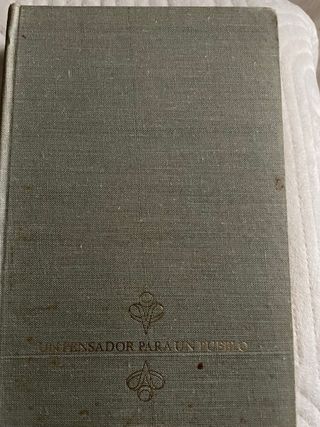 UN PENSADOR PARA UN PUEBLO